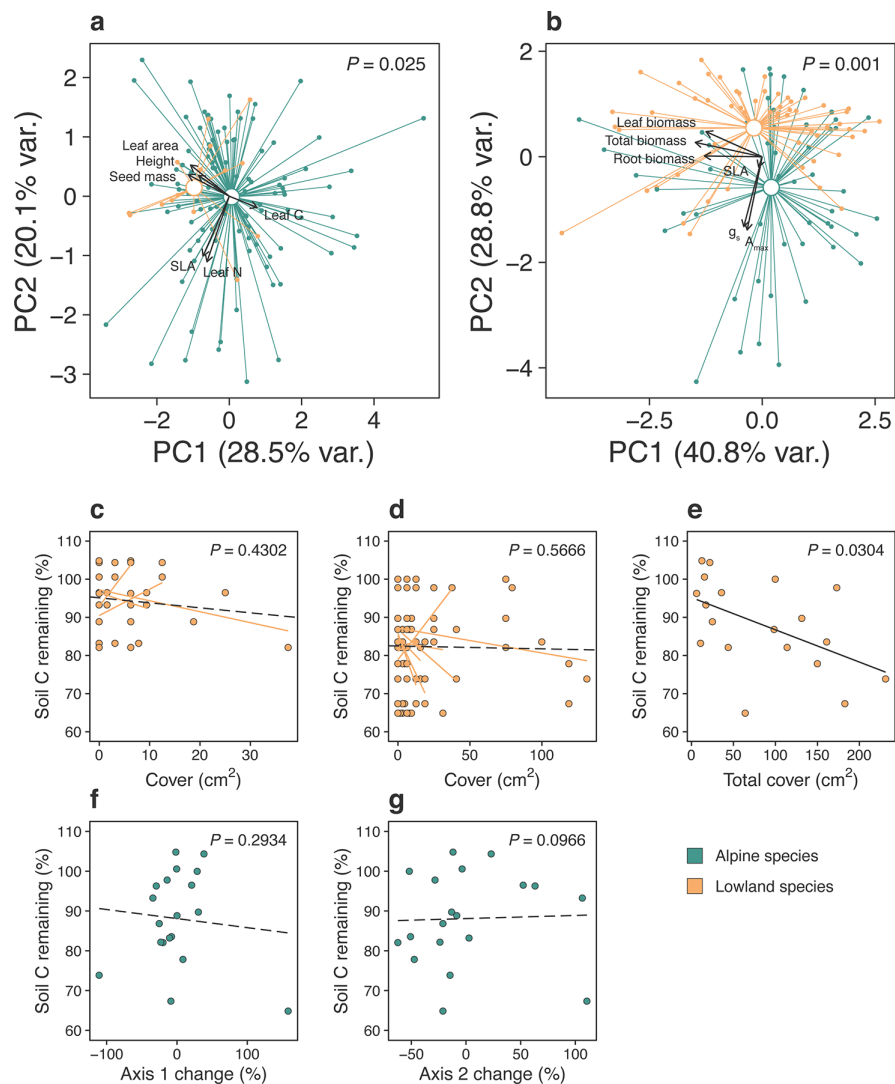 a
P = 0.025
2
1
0
−1
−2
−3
PC2 (20.1% var.)
Leaf area
Height
Seed mass
Leaf C
SLA
Leaf N
−2
0
2
4
PC1 (28.5% var.)
b
P = 0.001
2
0
−2
−4
PC2 (28.8% var.)
Leaf biomass
Total biomass
Root biomass
SLA
gs
Amax
−2.5
0.0
2.5
PC1 (40.8% var.)
c
P = 0.4302
110
100
90
80
70
60
Soil C remaining (%)
0
10
20
30
Cover (cm2)
d
P = 0.5666
110
100
90
80
70
60
Soil C remaining (%)
0
50
100
Cover (cm2)
e
P = 0.0304
110
100
90
80
70
60
Soil C remaining (%)
0
50
100
150
200
Total cover (cm2)
f
P = 0.2934
110
100
90
80
70
60
Soil C remaining (%)
−100
0
100
Axis 1 change (%)
g
P = 0.0966
110
100
90
80
70
60
Soil C remaining (%)
−50
0
50
100
Axis 2 change (%)
Alpine species
Lowland species